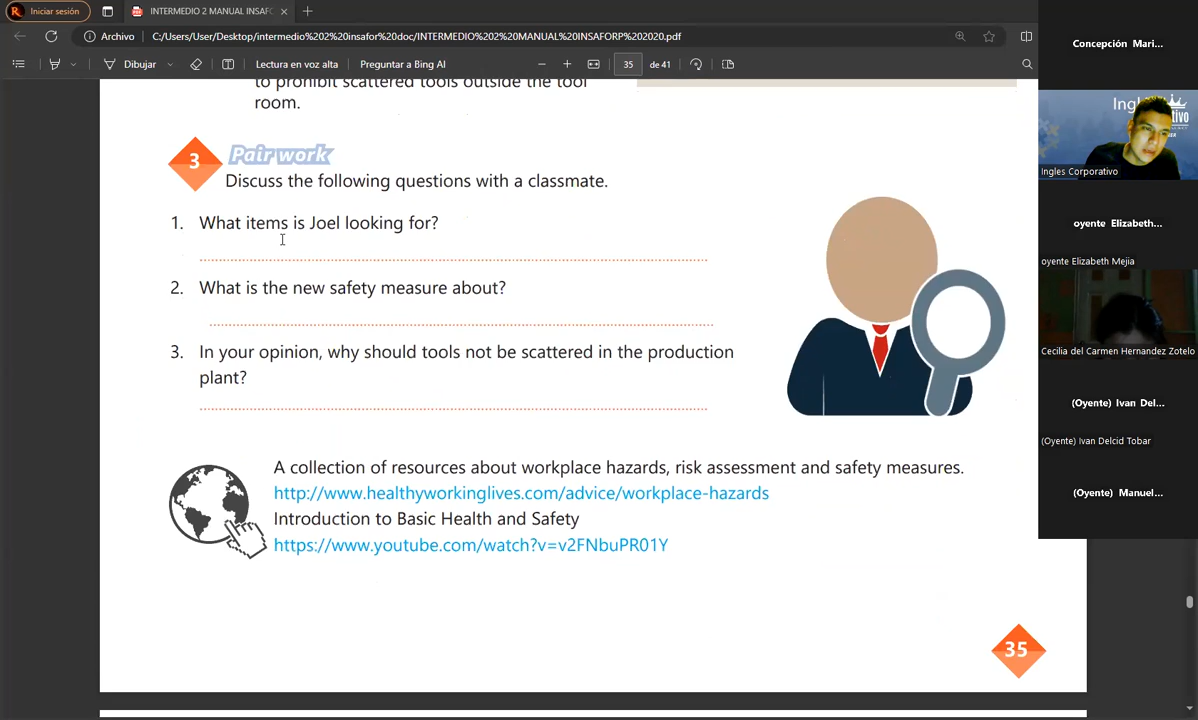 Iniciar sesión
INTERMEDIO 2 MANUAL INSAFO
Archivo
C:/Users/User/Desktop/intermedio%202%20insafor%20doc/INTERMEDIO%202%20MANUAL%20INSAFORP%202020.pdf
Dibujar
Lectura en voz alta
Preguntar a Bing AI
35
de 41
to prohibit scattered tools outside the tool
room.
3
Pair work
Discuss the following questions with a classmate.
1. What items is Joel looking for?
2. What is the new safety measure about?
3. In your opinion, why should tools not be scattered in the production
plant?
A collection of resources about workplace hazards, risk assessment and safety measures.
http://www.healthyworkinglives.com/advice/workplace-hazards
Introduction to Basic Health and Safety
https://www.youtube.com/watch?v=v2FNbuPR01Y
35
Concepción Mari...
Ingles Corporativo
oyente Elizabeth...
oyente Elizabeth Mejia
Cecilia del Carmen Hernandez Zotelo
(Oyente) Ivan Del...
(Oyente) Ivan Delcid Tobar
(Oyente) Manuel...